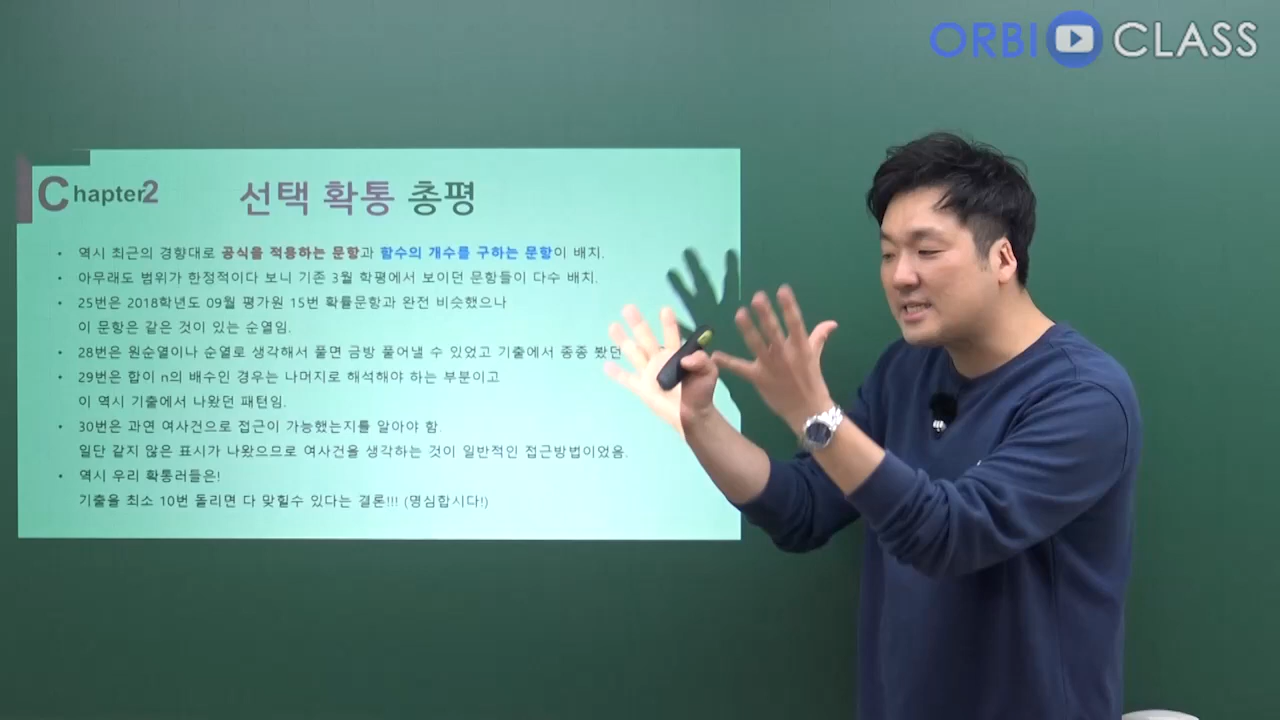 ORBI CLASS
Chapter2
선택 확통 총평
• 역시 최근의 경향대로 공식을 적용하는 문항과 함수의 개수를 구하는 문항이 배치.
• 아무래도 범위가 한정적이다 보니 기존 3월 학평에서 보이던 문항들이 다수 배치.
• 25번은 2018학년도 09월 평가원 15번 확률문항과 완전 비슷했으나
이 문항은 같은 것이 있는 순열임.
• 28번은 원순열이나 순열로 생각해서 풀면 금방 풀어낼 수 있었고 기출에서 종종 봤던
• 29번은 합이 n의 배수인 경우는 나머지로 해석해야 하는 부분이고
이 역시 기출에서 나왔던 패턴임.
• 30번은 과연 여사건으로 접근이 가능했는지를 알아야 함.
일단 같지 않은 표시가 나왔으므로 여사건을 생각하는 것이 일반적인 접근방법이었음.
• 역시 우리 확통러들은!
기출을 최소 10번 돌리면 다 맞힐수 있다는 결론!!! (명심합시다!)